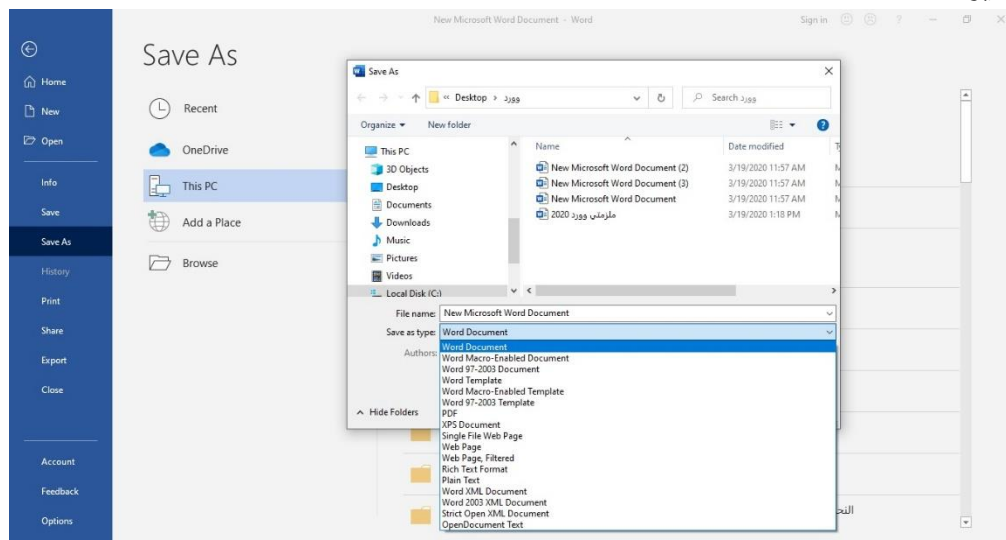 New Microsoft Word Document - Word
Sign in
?
Save As
Home
New
Open
Info
Save
Save As
History
Print
Share
Export
Close
Account
Feedback
Options
Recent
OneDrive
This PC
Add a Place
Browse
Save As
« Desktop › وورد
Search وورد
Organize
New folder
This PC
3D Objects
Desktop
Documents
Downloads
Music
Pictures
Videos
Local Disk (C:)
Name Date modified
New Microsoft Word Document (2) 3/19/2020 11:57 AM
New Microsoft Word Document (3) 3/19/2020 11:57 AM
New Microsoft Word Document 3/19/2020 11:57 AM
ملزمتي وورد 2020 3/19/2020 1:18 PM
File name: New Microsoft Word Document
Save as type: Word Document
Authors:
Word Document
Word Macro-Enabled Document
Word 97-2003 Document
Word Template
Word Macro-Enabled Template
Word 97-2003 Template
PDF
XPS Document
Single File Web Page
Web Page
Web Page, Filtered
Rich Text Format
Plain Text
Word XML Document
Word 2003 XML Document
Strict Open XML Document
OpenDocument Text
Hide Folders